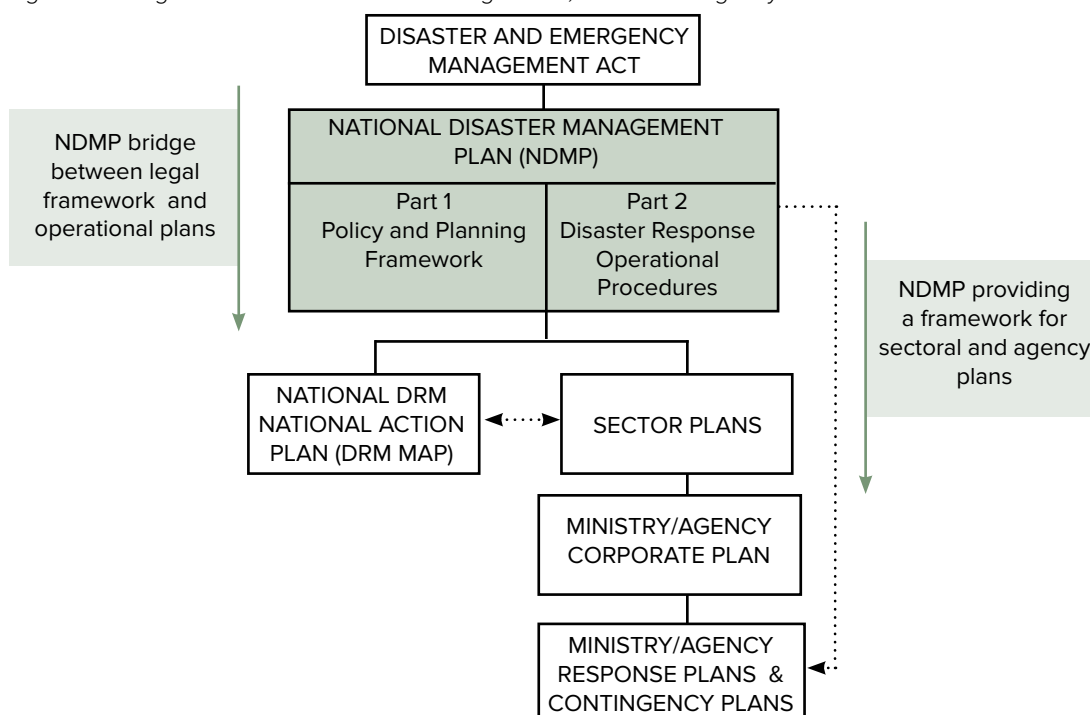 DISASTER AND EMERGENCY
MANAGEMENT ACT
NDMP bridge
between legal
framework and
operational plans
NATIONAL DISASTER MANAGEMENT
PLAN (NDMP)
Part 1
Policy and Planning
Framework
Part 2
Disaster Response
Operational
Procedures
NDMP providing
a framework for
sectoral and agency
plans
NATIONAL DRM
NATIONAL ACTION
PLAN (DRM MAP)
SECTOR PLANS
MINISTRY/AGENCY
CORPORATE PLAN
MINISTRY/AGENCY
RESPONSE PLANS &
CONTINGENCY PLANS